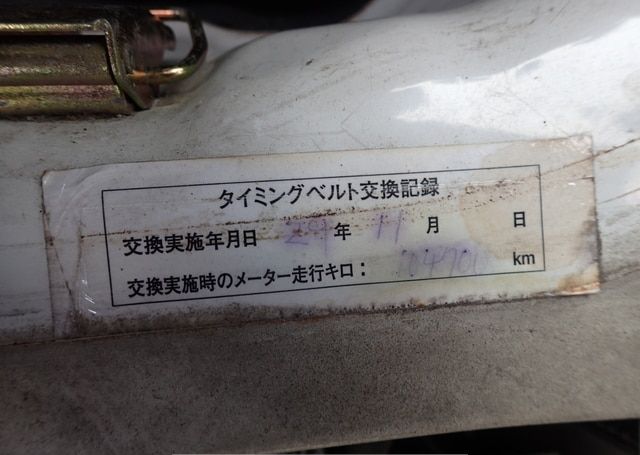 タイミングベルト交換記録
交換実施年月日 29 年 11 月 日
交換実施時のメーター走行キロ： km